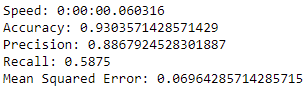 Speed: 0:00:00.060316
Accuracy: 0.9303571428571429
Precision: 0.8867924528301887
Recall: 0.5875
Mean Squared Error: 0.06964285714285715